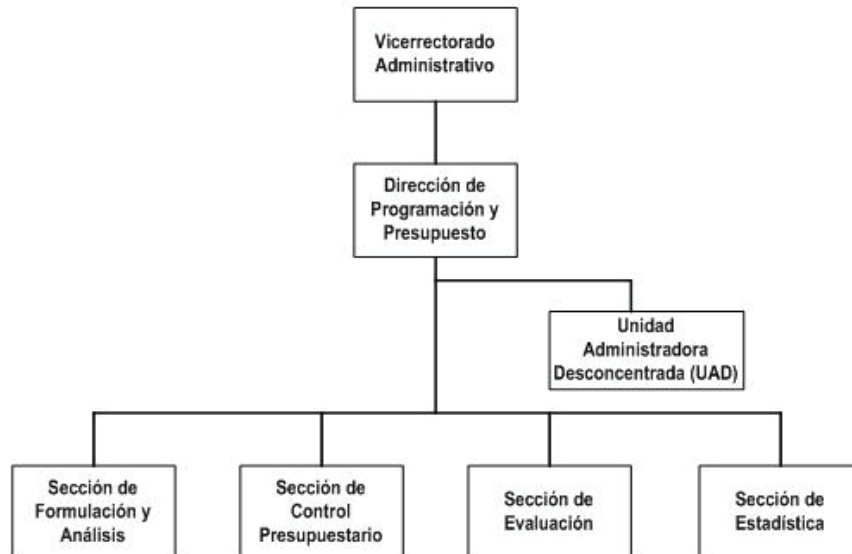 Vicerrectorado
Administrativo
Dirección de
Programación y
Presupuesto
Unidad
Administradora
Desconcentrada (UAD)
Sección de
Formulación y
Análisis
Sección de
Control
Presupuestario
Sección de
Evaluación
Sección de
Estadística